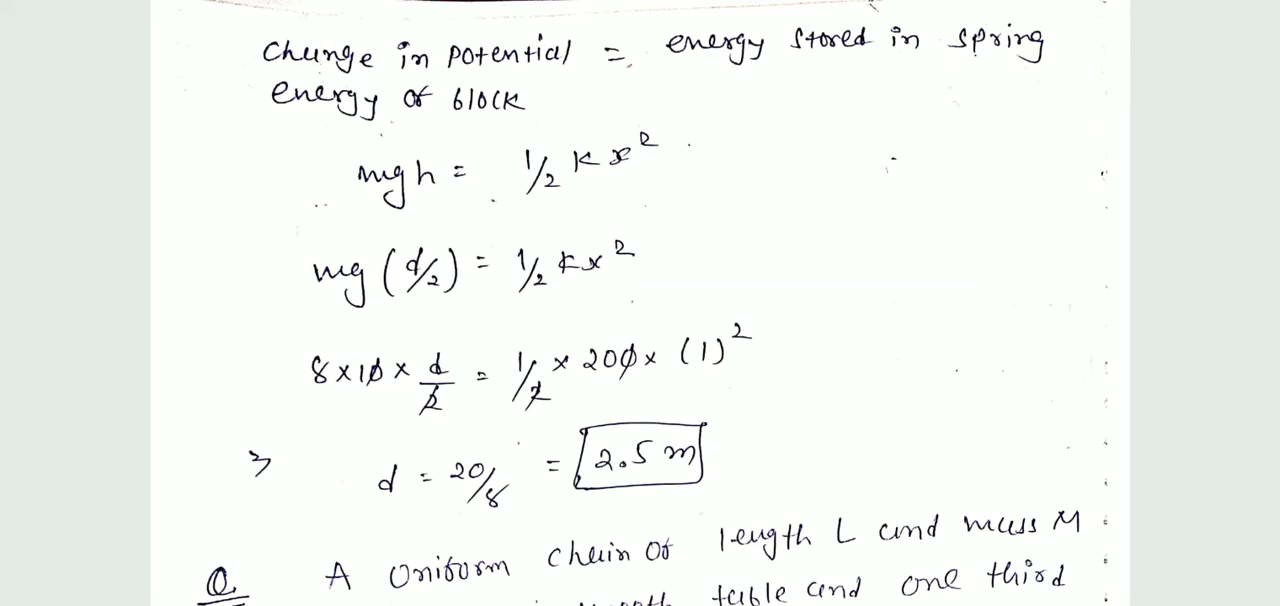 Change in potential = energy stored in spring
energy of block
mgh = 1/2 K x²
mg (d/2) = 1/2 K x²
8 × 10 × d/2 = 1/2 × 200 × (1)²
⇒ d = 20/8 = 2.5 m
Q. A Uniform chain of length L and mass M
table and one third